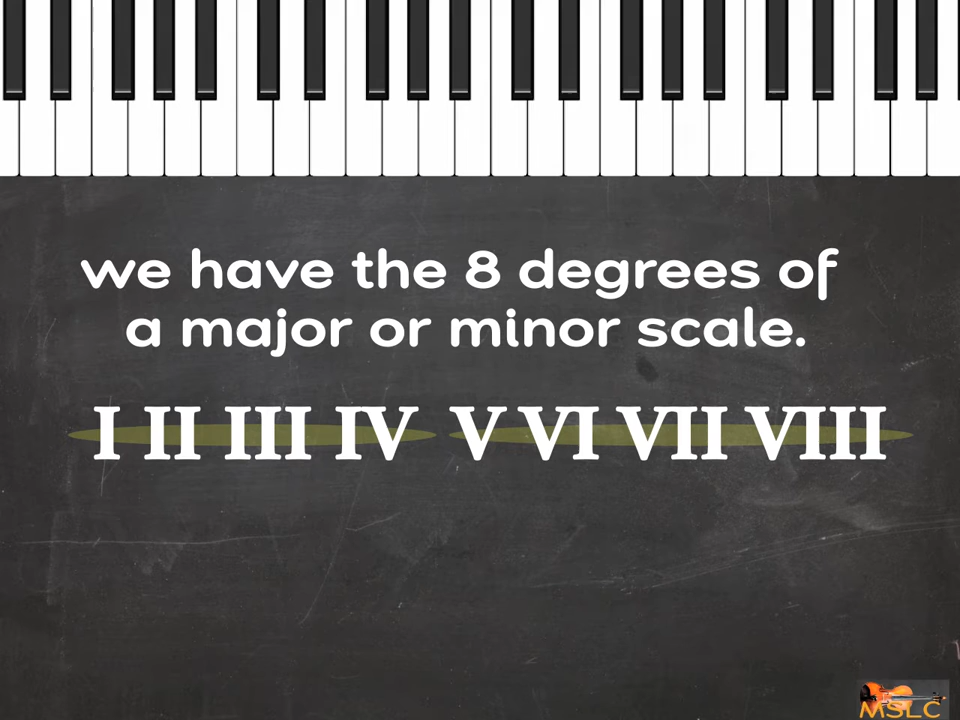 we have the 8 degrees of
a major or minor scale.
I II III IV V VI VII VIII
MSLC